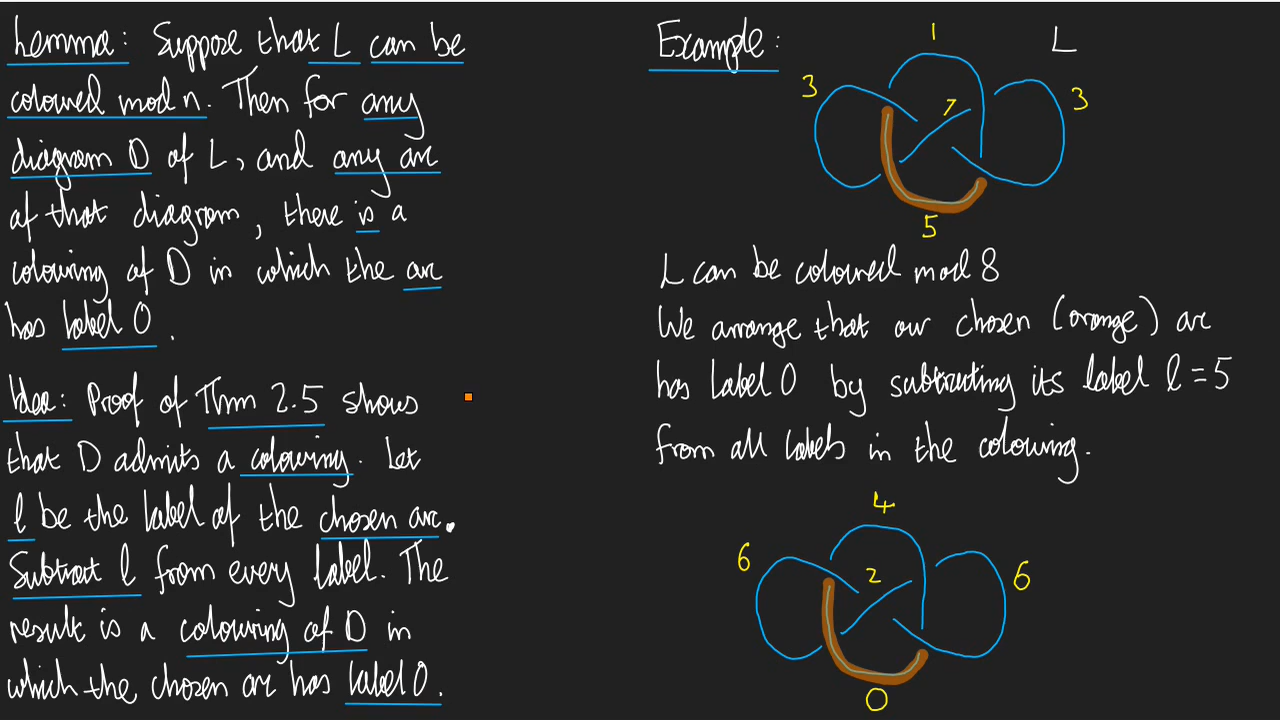 Lemma: Suppose that L can be
coloured mod n. Then for any
diagram D of L, and any arc
of that diagram, there is a
colouring of D in which the arc
has label 0.
Idea: Proof of Thm 2.5 shows
that D admits a colouring. Let
l be the label of the chosen arc.
Subtract l from every label. The
result is a colouring of D in
which the chosen arc has label 0.
Example:
L
1
3
7
3
5
L can be coloured mod 8
We arrange that our chosen (orange) arc
has label 0 by subtracting its label l = 5
from all labels in the colouring.
4
6
2
6
0